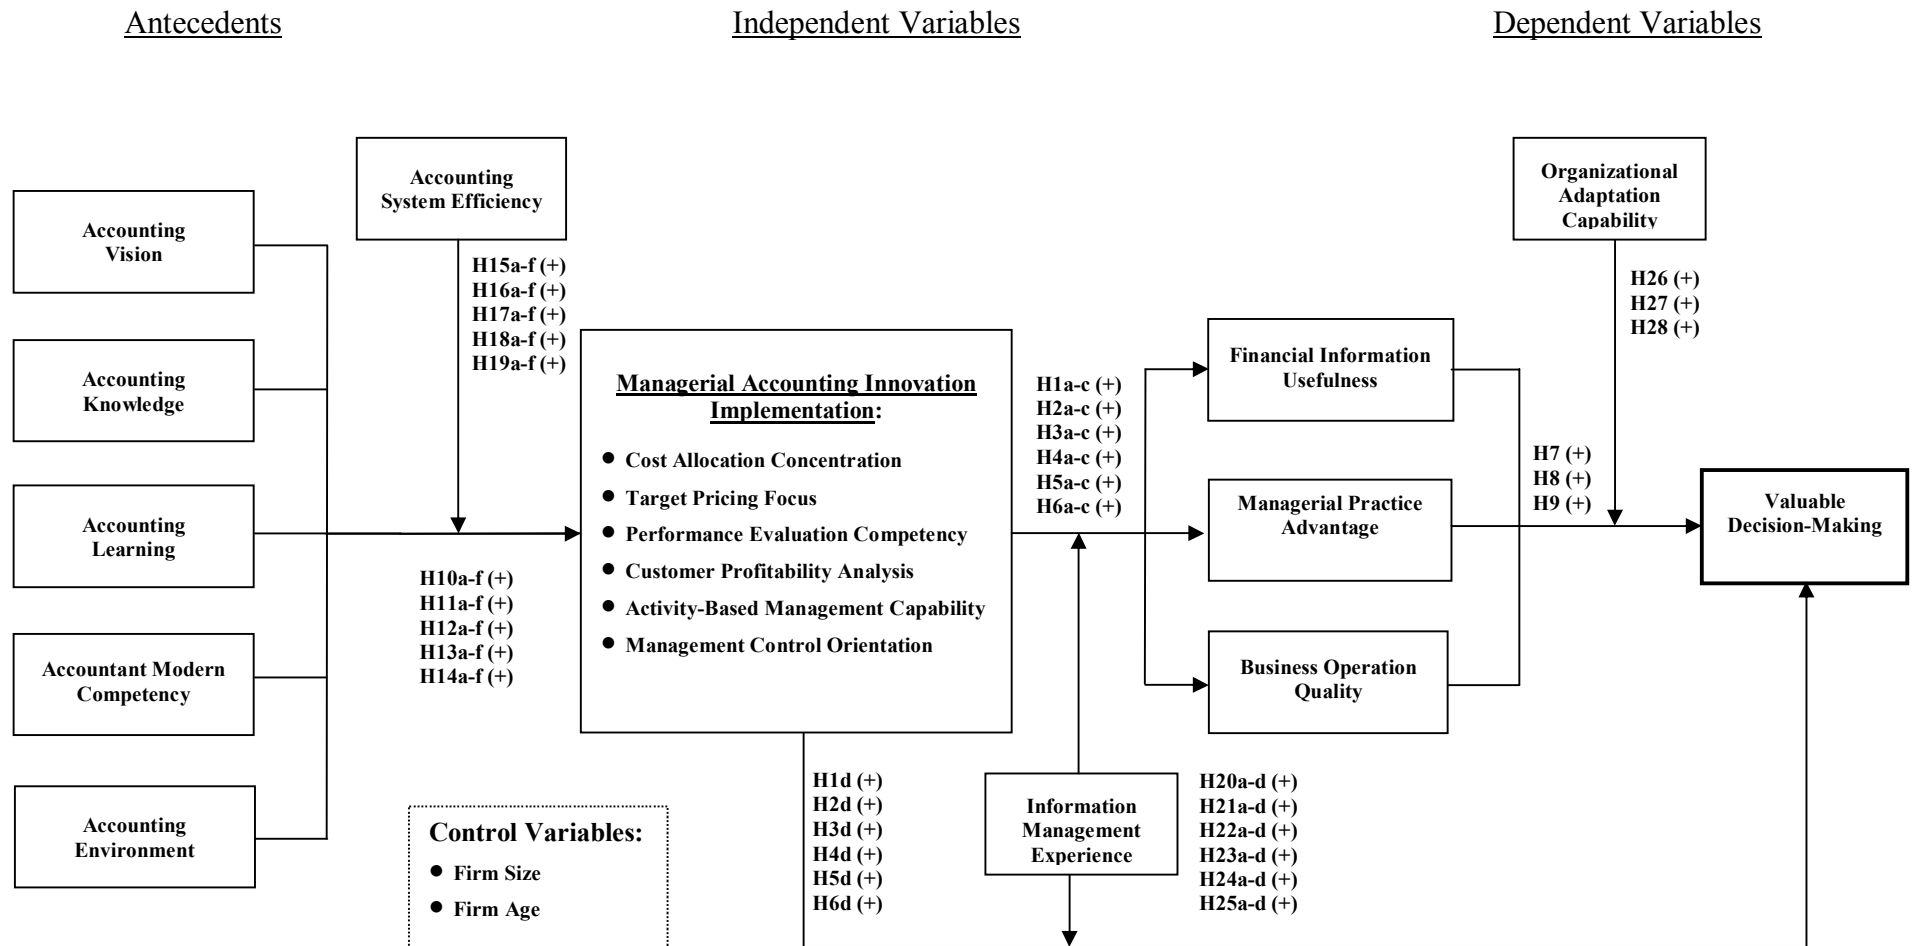 Antecedents
Independent Variables
Dependent Variables
Accounting
System Efficiency
Organizational
Adaptation
Capability
Accounting
Vision
H15a-f (+)
H16a-f (+)
H17a-f (+)
H18a-f (+)
H19a-f (+)
H26 (+)
H27 (+)
H28 (+)
Accounting
Knowledge
Managerial Accounting Innovation
Implementation:
● Cost Allocation Concentration
● Target Pricing Focus
● Performance Evaluation Competency
● Customer Profitability Analysis
● Activity-Based Management Capability
● Management Control Orientation
H1a-c (+)
H2a-c (+)
H3a-c (+)
H4a-c (+)
H5a-c (+)
H6a-c (+)
Financial Information
Usefulness
Managerial Practice
Advantage
Business Operation
Quality
H7 (+)
H8 (+)
H9 (+)
Valuable
Decision-Making
Accounting
Learning
H10a-f (+)
H11a-f (+)
H12a-f (+)
H13a-f (+)
H14a-f (+)
Accountant Modern
Competency
Accounting
Environment
Control Variables:
● Firm Size
● Firm Age
H1d (+)
H2d (+)
H3d (+)
H4d (+)
H5d (+)
H6d (+)
Information
Management
Experience
H20a-d (+)
H21a-d (+)
H22a-d (+)
H23a-d (+)
H24a-d (+)
H25a-d (+)